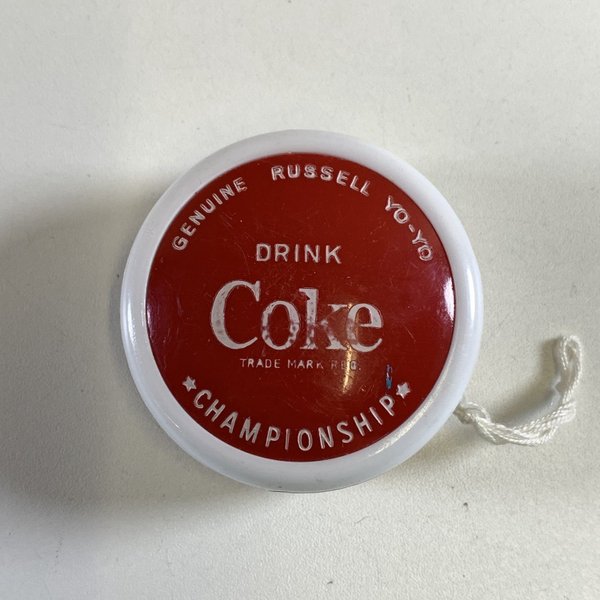 GENUINE RUSSELL YO-YO
DRINK
Coke
TRADE MARK REG.
★CHAMPIONSHIP★